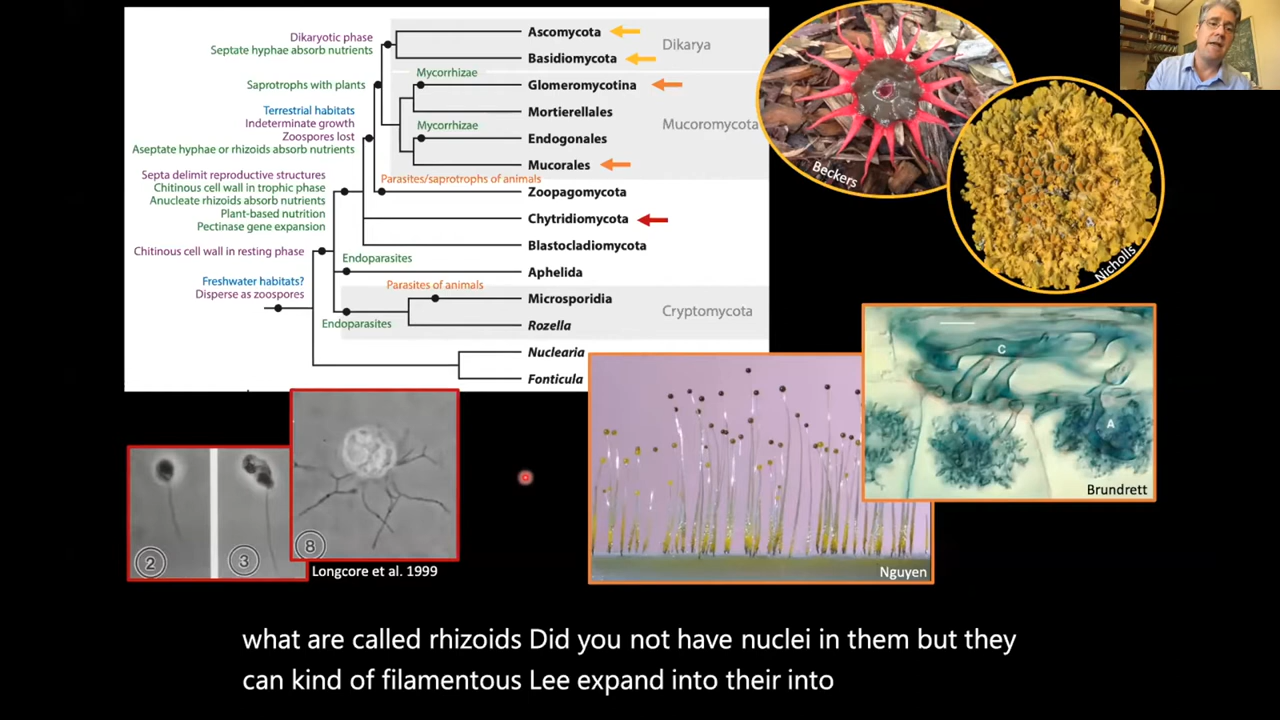 Dikaryotic phase
Septate hyphae absorb nutrients
Ascomycota
Dikarya
Basidiomycota
Mycorrhizae
Saprotrophs with plants
Glomeromycotina
Terrestrial habitats
Indeterminate growth
Zoospores lost
Aseptate hyphae or rhizoids absorb nutrients
Mortierellales
Mucoromycota
Mycorrhizae
Endogonales
Mucorales
Septa delimit reproductive structures
Chitinous cell wall in trophic phase
Anucleate rhizoids absorb nutrients
Plant-based nutrition
Pectinase gene expansion
Parasites/saprotrophs of animals
Zoopagomycota
Chytridiomycota
Blastocladiomycota
Chitinous cell wall in resting phase
Endoparasites
Aphelida
Freshwater habitats?
Disperse as zoospores
Parasites of animals
Microsporidia
Cryptomycota
Endoparasites
Rozella
Nuclearia
Fonticula
Beckers
Nicholls
C
A
Brundrett
2
3
8
Longcore et al. 1999
Nguyen
what are called rhizoids Did you not have nuclei in them but they
can kind of filamentous Lee expand into their into